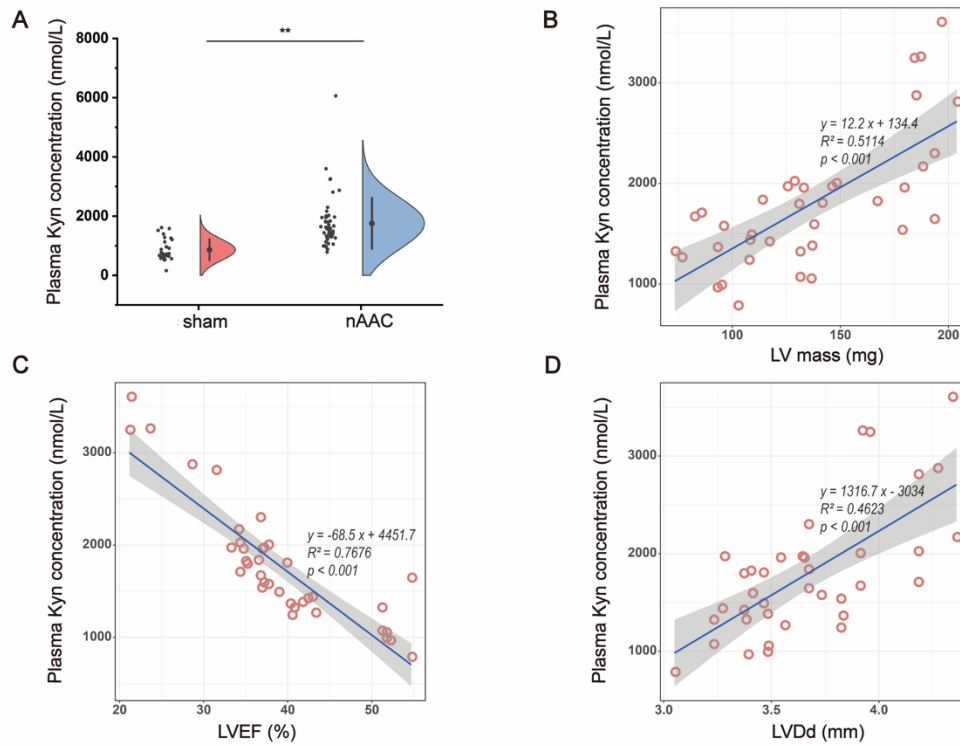 A
Plasma Kyn concentration (nmol/L)
8000
6000
4000
2000
0
**
sham
nAAC
B
Plasma Kyn concentration (nmol/L)
3000
2000
1000
y = 12.2 x + 134.4
R² = 0.5114
p < 0.001
100
150
200
LV mass (mg)
C
Plasma Kyn concentration (nmol/L)
3000
2000
1000
y = -68.5 x + 4451.7
R² = 0.7676
p < 0.001
20
30
40
50
LVEF (%)
D
Plasma Kyn concentration (nmol/L)
3000
2000
1000
y = 1316.7 x - 3034
R² = 0.4623
p < 0.001
3.0
3.5
4.0
LVDd (mm)